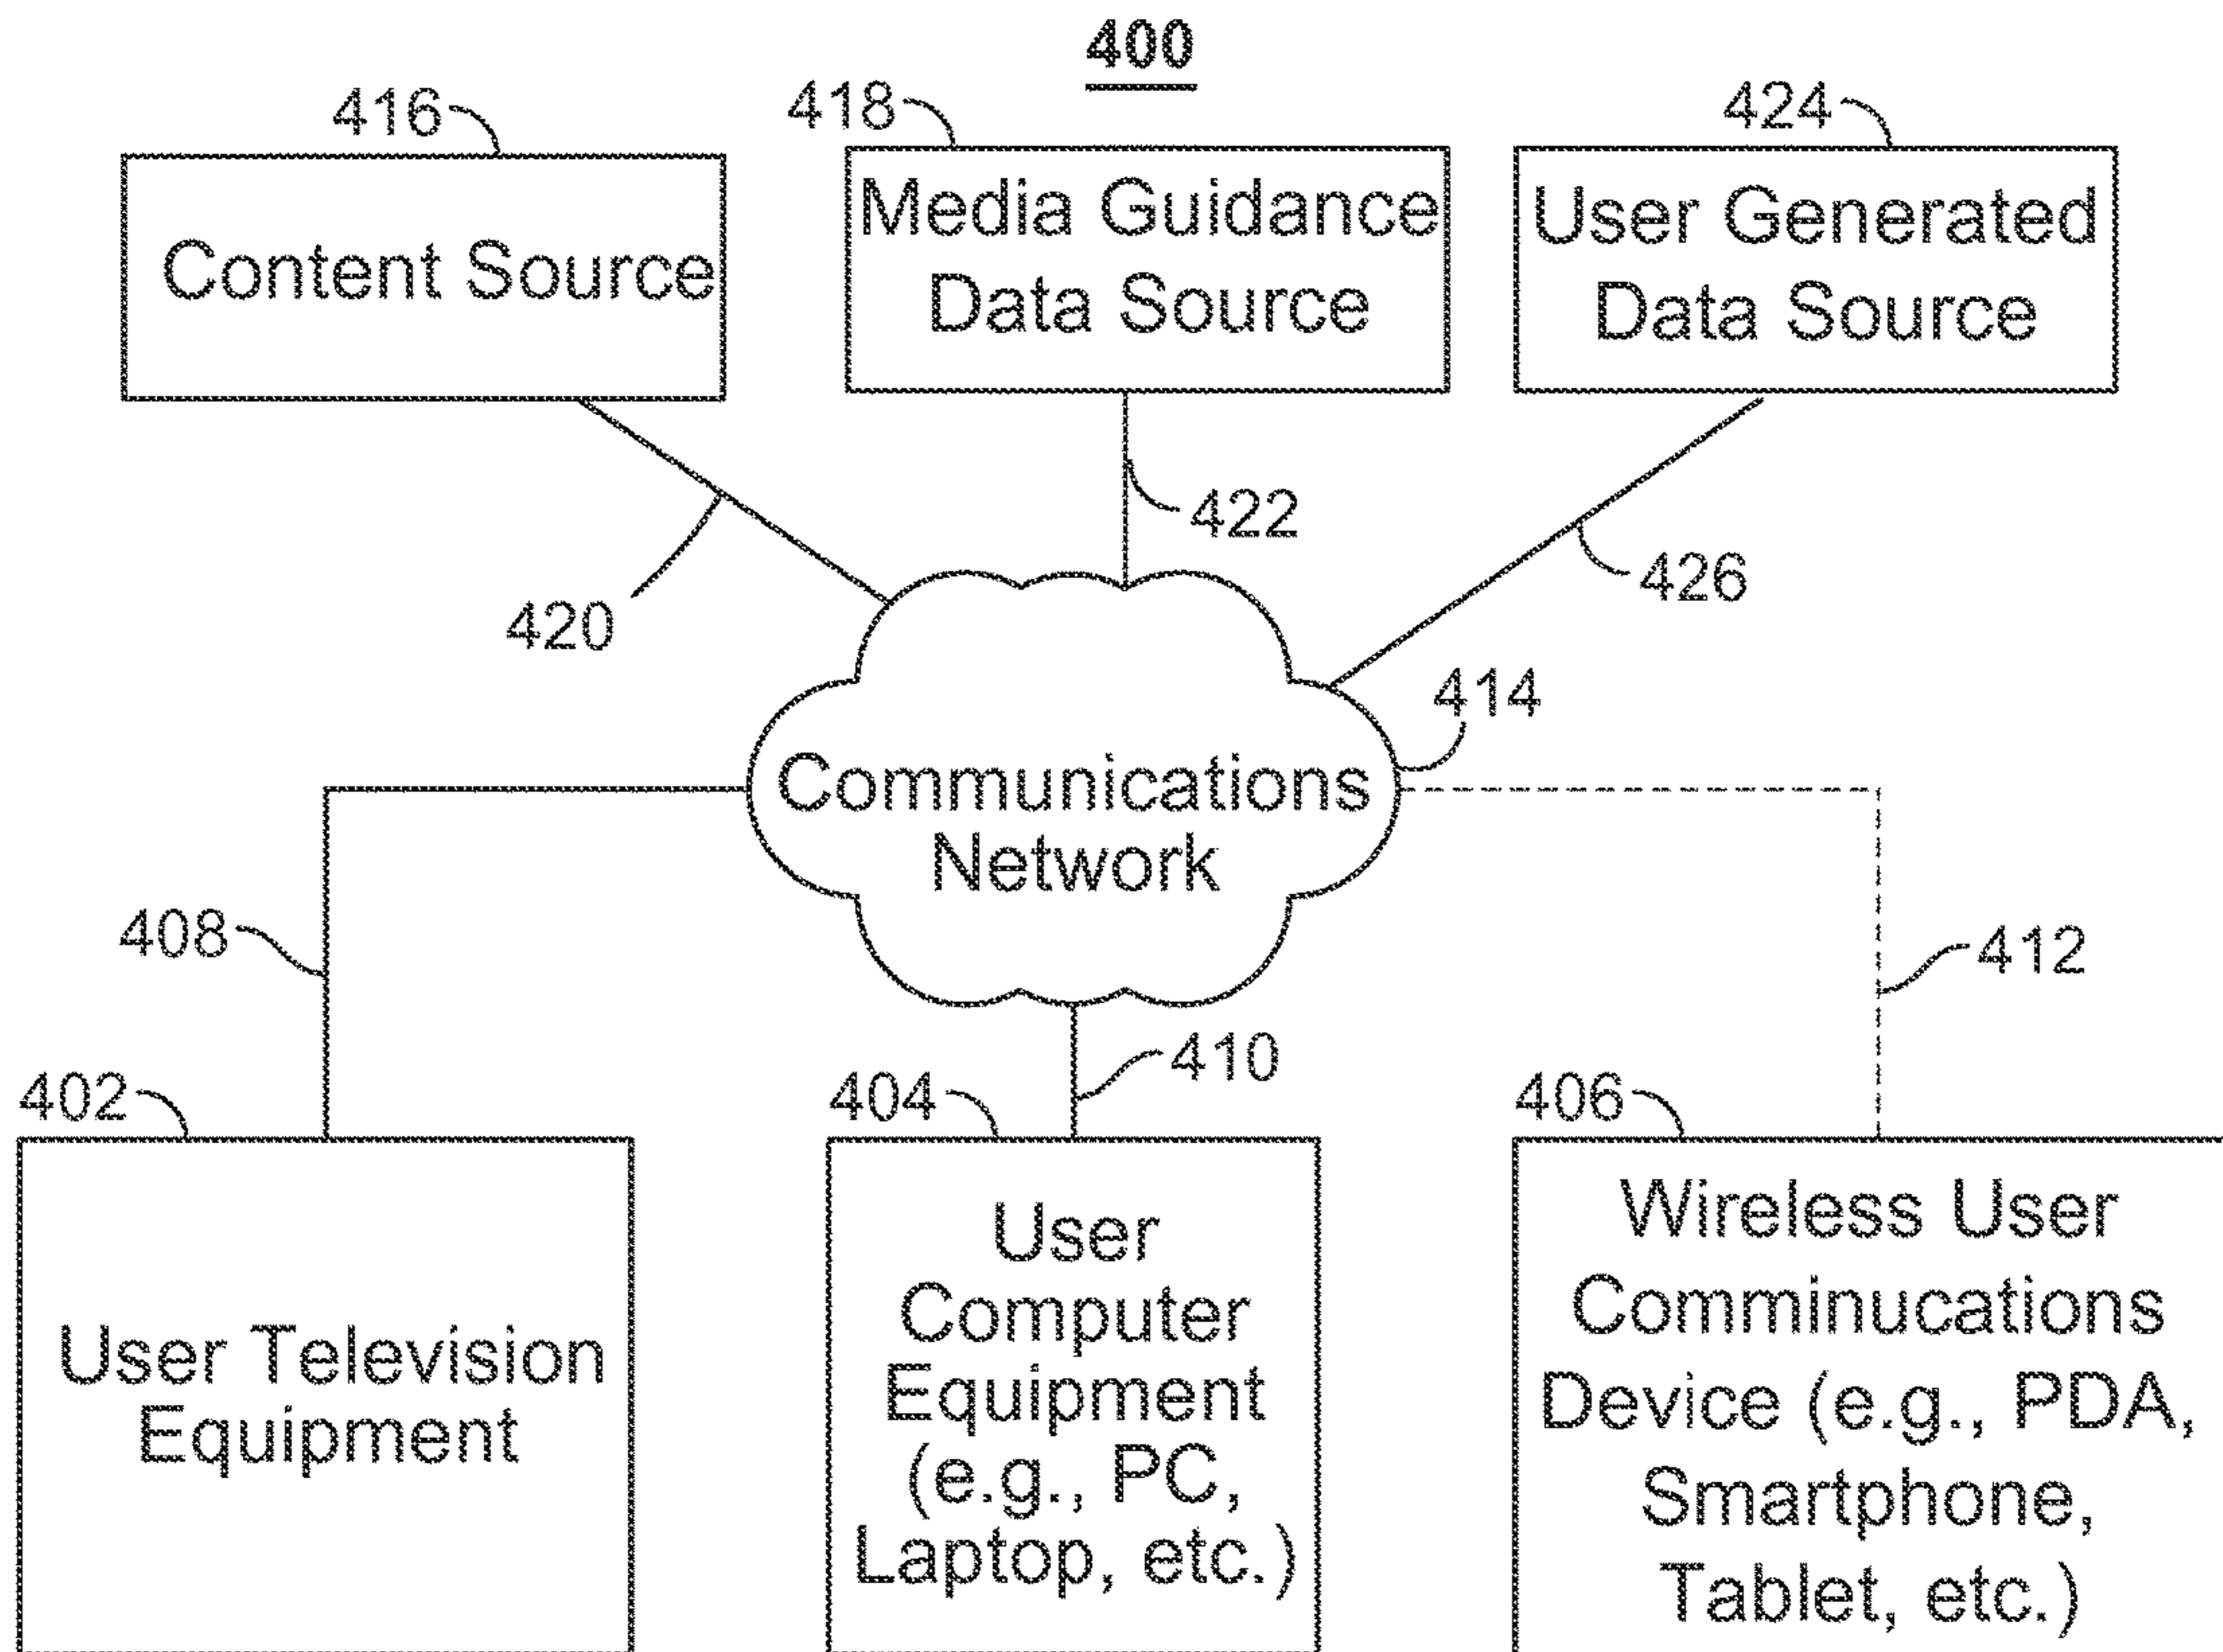 400
416
418
424
Content Source
Media Guidance
Data Source
User Generated
Data Source
420
422
426
414
Communications
Network
408
412
410
402
404
406
User Television
Equipment
User
Computer
Equipment
(e.g., PC,
Laptop, etc.)
Wireless User
Comminucations
Device (e.g., PDA,
Smartphone,
Tablet, etc.)